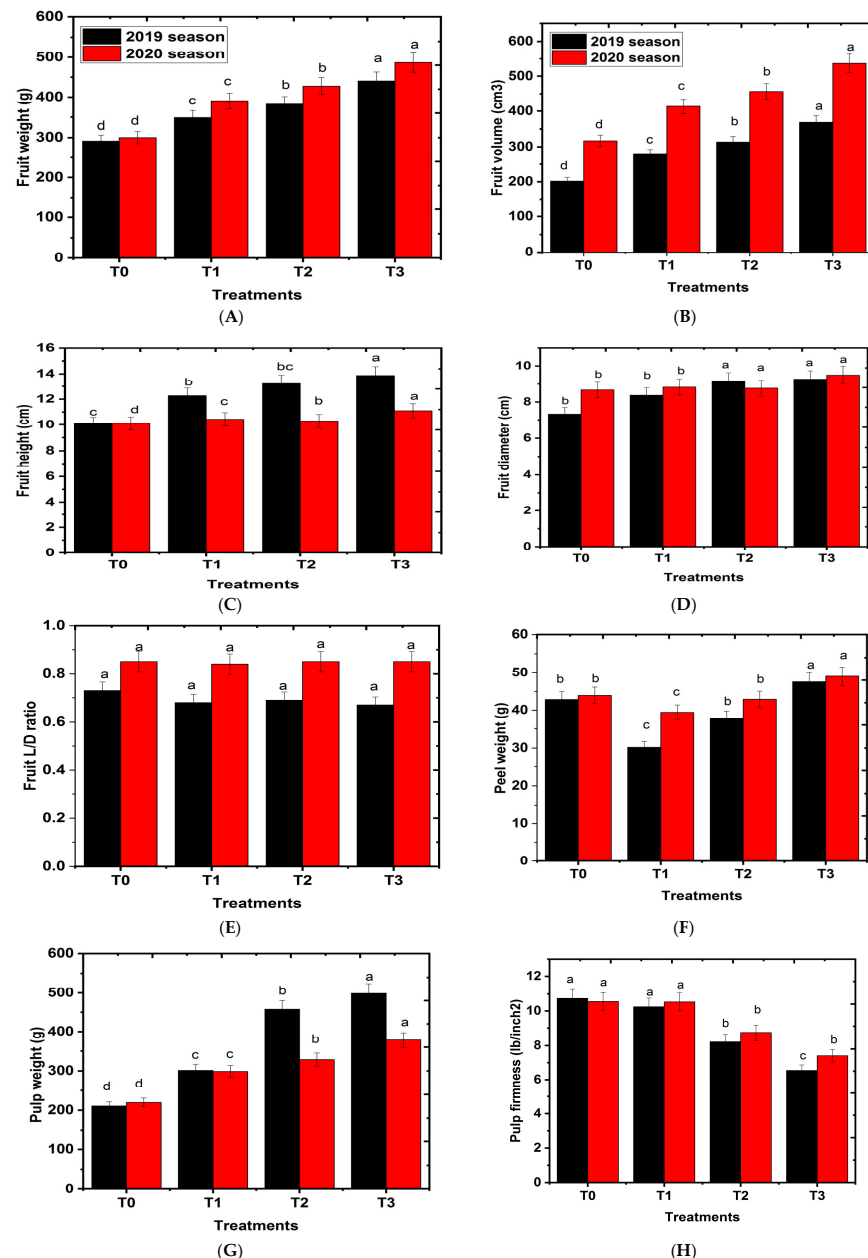 600
500
400
300
200
100
0
Fruit weight (g)
2019 season
2020 season
d d c c b b a a
T0 T1 T2 T3
Treatments
(A)
600
500
400
300
200
100
0
Fruit volume (cm3)
2019 season
2020 season
d d c c b b a a
T0 T1 T2 T3
Treatments
(B)
16
14
12
10
8
6
4
2
0
Fruit height (cm)
c d b c bc b a a
T0 T1 T2 T3
Treatments
(C)
10
8
6
4
2
0
Fruit diameter (cm)
b b b b a a a a
T0 T1 T2 T3
Treatments
(D)
1.0
0.8
0.6
0.4
0.2
0.0
Fruit L/D ratio
a a a a a a a a
T0 T1 T2 T3
Treatments
(E)
60
50
40
30
20
10
0
Peel weight (g)
b b c c b b a a
T0 T1 T2 T3
Treatments
(F)
600
500
400
300
200
100
0
Pulp weight (g)
d d c c b b a a
T0 T1 T2 T3
Treatments
(G)
12
10
8
6
4
2
0
Pulp firmness (lb/inch2)
a a a a b b c b
T0 T1 T2 T3
Treatments
(H)